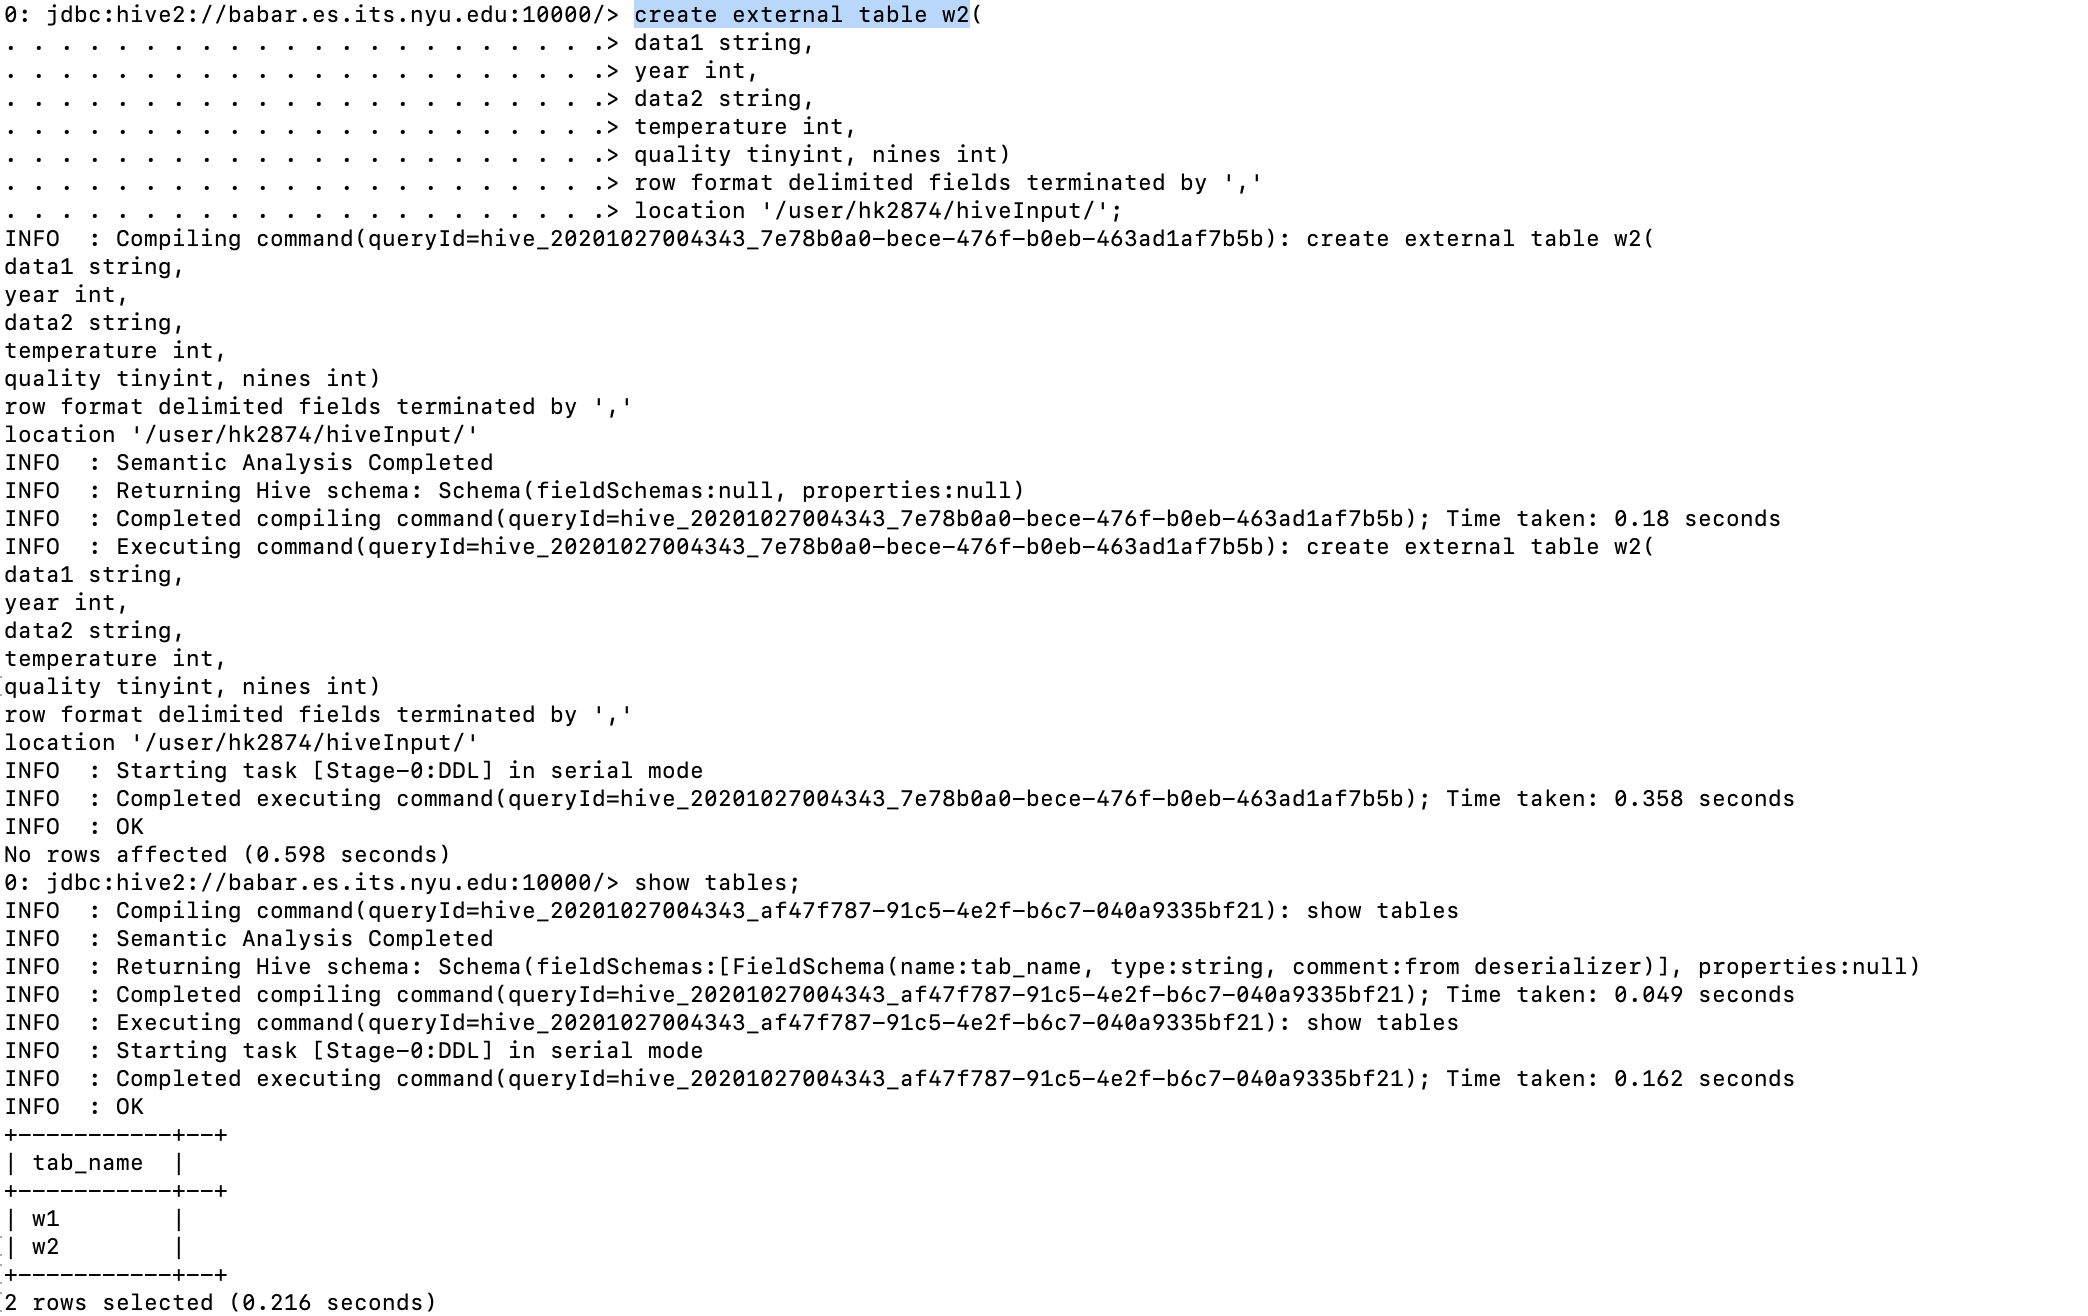 0: jdbc:hive2://babar.es.its.nyu.edu:10000/> create external table w2(
. . . . . . . . . . . . . . . . . . . . . .> data1 string,
. . . . . . . . . . . . . . . . . . . . . .> year int,
. . . . . . . . . . . . . . . . . . . . . .> data2 string,
. . . . . . . . . . . . . . . . . . . . . .> temperature int,
. . . . . . . . . . . . . . . . . . . . . .> quality tinyint, nines int)
. . . . . . . . . . . . . . . . . . . . . .> row format delimited fields terminated by ','
. . . . . . . . . . . . . . . . . . . . . .> location '/user/hk2874/hiveInput/';
INFO  : Compiling command(queryId=hive_20201027004343_7e78b0a0-bece-476f-b0eb-463ad1af7b5b): create external table w2(
data1 string,
year int,
data2 string,
temperature int,
quality tinyint, nines int)
row format delimited fields terminated by ','
location '/user/hk2874/hiveInput/'
INFO  : Semantic Analysis Completed
INFO  : Returning Hive schema: Schema(fieldSchemas:null, properties:null)
INFO  : Completed compiling command(queryId=hive_20201027004343_7e78b0a0-bece-476f-b0eb-463ad1af7b5b); Time taken: 0.18 seconds
INFO  : Executing command(queryId=hive_20201027004343_7e78b0a0-bece-476f-b0eb-463ad1af7b5b): create external table w2(
data1 string,
year int,
data2 string,
temperature int,
quality tinyint, nines int)
row format delimited fields terminated by ','
location '/user/hk2874/hiveInput/'
INFO  : Starting task [Stage-0:DDL] in serial mode
INFO  : Completed executing command(queryId=hive_20201027004343_7e78b0a0-bece-476f-b0eb-463ad1af7b5b); Time taken: 0.358 seconds
INFO  : OK
No rows affected (0.598 seconds)
0: jdbc:hive2://babar.es.its.nyu.edu:10000/> show tables;
INFO  : Compiling command(queryId=hive_20201027004343_af47f787-91c5-4e2f-b6c7-040a9335bf21): show tables
INFO  : Semantic Analysis Completed
INFO  : Returning Hive schema: Schema(fieldSchemas:[FieldSchema(name:tab_name, type:string, comment:from deserializer)], properties:null)
INFO  : Completed compiling command(queryId=hive_20201027004343_af47f787-91c5-4e2f-b6c7-040a9335bf21); Time taken: 0.049 seconds
INFO  : Executing command(queryId=hive_20201027004343_af47f787-91c5-4e2f-b6c7-040a9335bf21): show tables
INFO  : Starting task [Stage-0:DDL] in serial mode
INFO  : Completed executing command(queryId=hive_20201027004343_af47f787-91c5-4e2f-b6c7-040a9335bf21); Time taken: 0.162 seconds
INFO  : OK
+-----------+--+
| tab_name  |
+-----------+--+
| w1        |
| w2        |
+-----------+--+
2 rows selected (0.216 seconds)